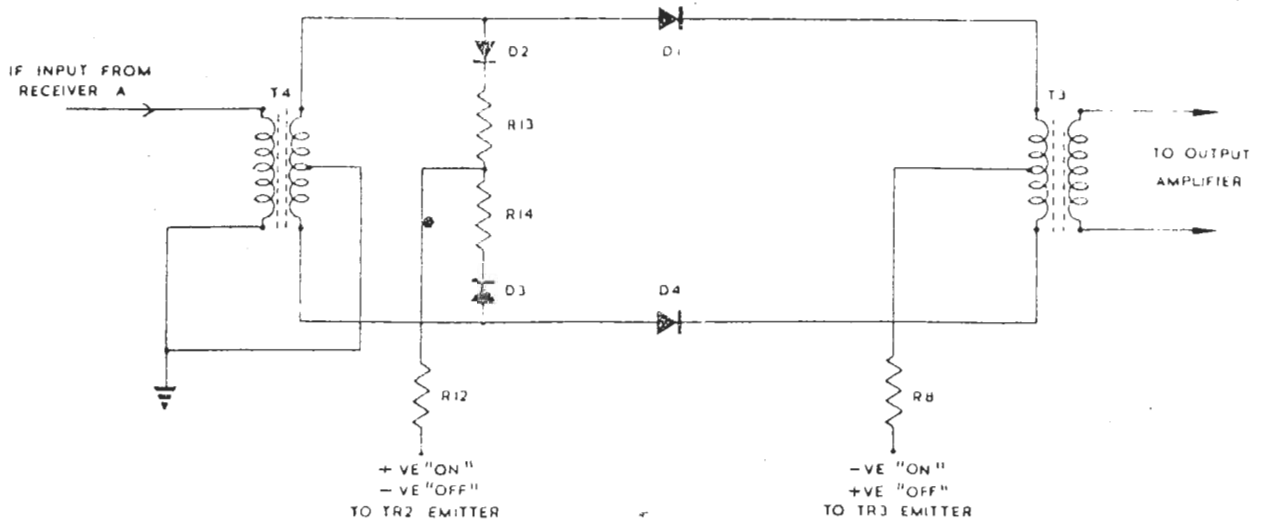 D2
D1
IF INPUT FROM
RECEIVER A
T4
T3
R13
TO OUTPUT
AMPLIFIER
R14
D3
D4
R12
R8
+VE "ON"
-VE "OFF"
TO TR2 EMITTER
-VE "ON"
+VE "OFF"
TO TR3 EMITTER